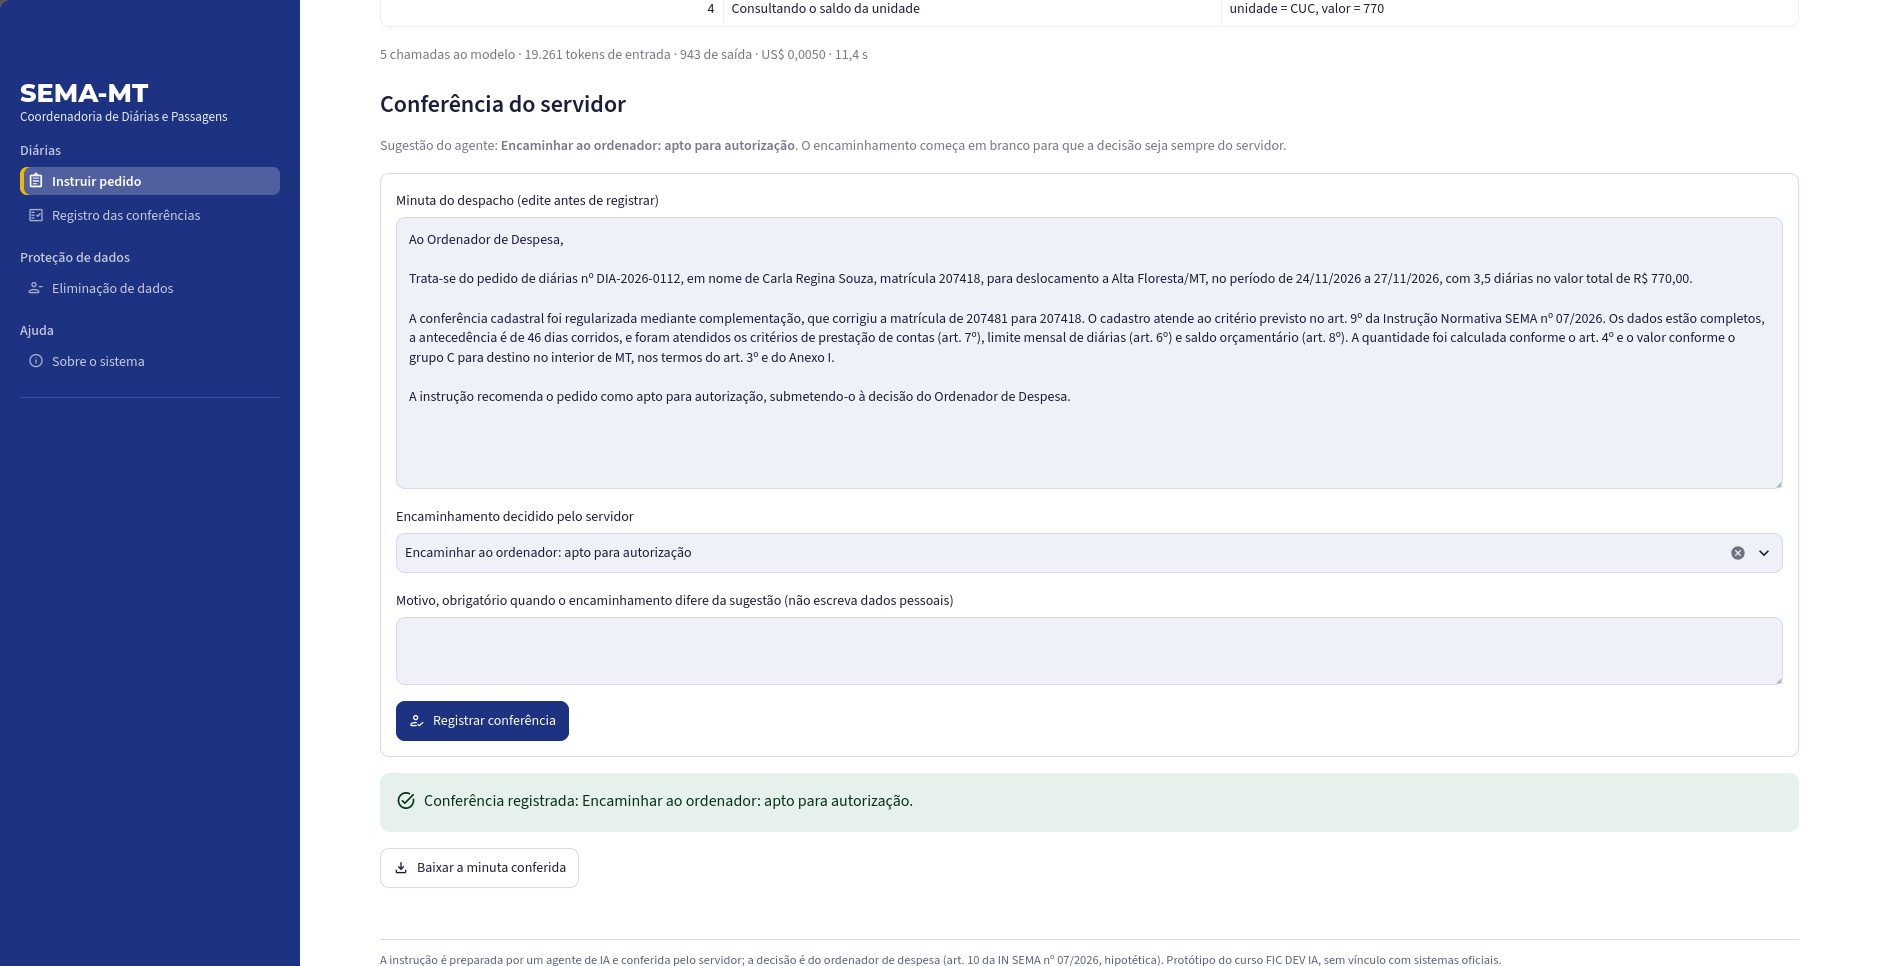 4 Consultando o saldo da unidade unidade = CUC, valor = 770
5 chamadas ao modelo · 19.261 tokens de entrada · 943 de saída · US$ 0,0050 · 11,4 s
SEMA-MT
Coordenadoria de Diárias e Passagens
Diárias
Instruir pedido
Registro das conferências
Proteção de dados
Eliminação de dados
Ajuda
Sobre o sistema
Conferência do servidor
Sugestão do agente: Encaminhar ao ordenador: apto para autorização. O encaminhamento começa em branco para que a decisão seja sempre do servidor.
Minuta do despacho (edite antes de registrar)
Ao Ordenador de Despesa,
Trata-se do pedido de diárias nº DIA-2026-0112, em nome de Carla Regina Souza, matrícula 207418, para deslocamento a Alta Floresta/MT, no período de 24/11/2026 a 27/11/2026, com 3,5 diárias no valor total de R$ 770,00.
A conferência cadastral foi regularizada mediante complementação, que corrigiu a matrícula de 207481 para 207418. O cadastro atende ao critério previsto no art. 9º da Instrução Normativa SEMA nº 07/2026. Os dados estão completos,
a antecedência é de 46 dias corridos, e foram atendidos os critérios de prestação de contas (art. 7º), limite mensal de diárias (art. 6º) e saldo orçamentário (art. 8º). A quantidade foi calculada conforme o art. 4º e o valor conforme o
grupo C para destino no interior de MT, nos termos do art. 3º e do Anexo I.
A instrução recomenda o pedido como apto para autorização, submetendo-o à decisão do Ordenador de Despesa.
Encaminhamento decidido pelo servidor
Encaminhar ao ordenador: apto para autorização
Motivo, obrigatório quando o encaminhamento difere da sugestão (não escreva dados pessoais)
Registrar conferência
Conferência registrada: Encaminhar ao ordenador: apto para autorização.
Baixar a minuta conferida
A instrução é preparada por um agente de IA e conferida pelo servidor; a decisão é do ordenador de despesa (art. 10 da IN SEMA nº 07/2026, hipotética). Protótipo do curso FIC DEV IA, sem vínculo com sistemas oficiais.